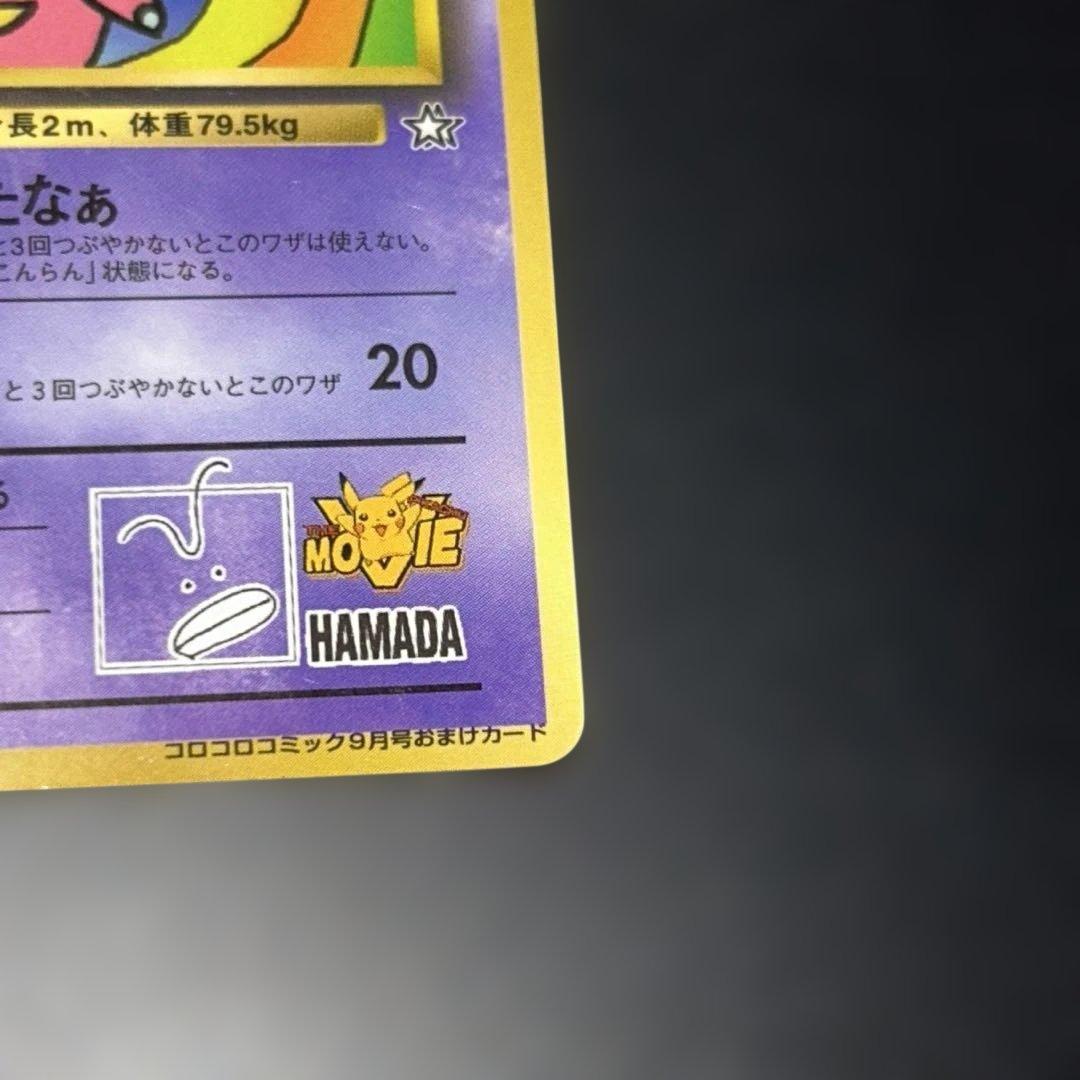 長2m、体重79.5kg
なぁ
と3回つぶやかないとこのワザは使えない。
こんらん」状態になる。
と3回つぶやかないとこのワザ
20
THE MOVIE
HAMADA
コロコロコミック9月号おまけカード